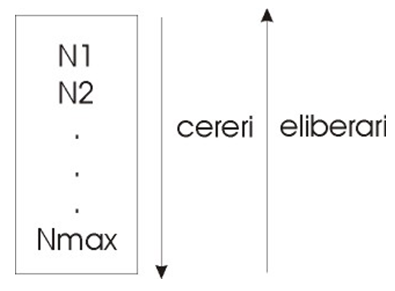 N1
N2
.
.
.
Nmax
cereri
eliberari